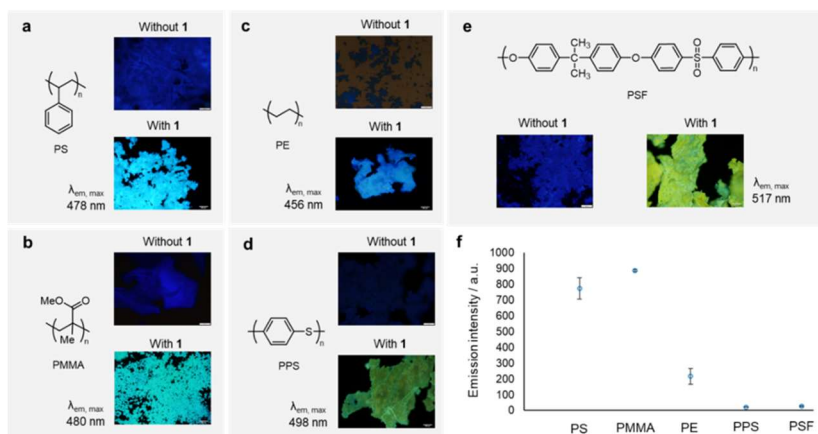 a
Without 1
n
PS
With 1
λem, max
478 nm
b
Without 1
MeO
O
Me
n
PMMA
With 1
λem, max
480 nm
c
Without 1
n
PE
With 1
λem, max
456 nm
d
Without 1
S
n
PPS
With 1
λem, max
498 nm
e
CH3
CH3
O
O
O
S
O
n
PSF
Without 1
With 1
λem, max
517 nm
f
Emission intensity / a.u.
1000
900
800
700
600
500
400
300
200
100
0
PS PMMA PE PPS PSF